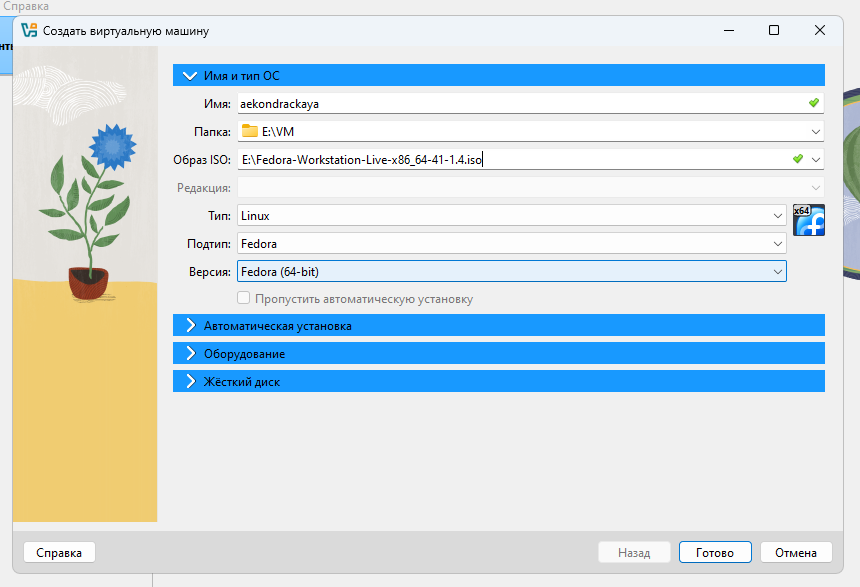 Справка
Создать виртуальную машину
Имя и тип ОС
Имя: aekondrackaya
Папка: E:\VM
Образ ISO: E:\Fedora-Workstation-Live-x86_64-41-1.4.iso
Редакция:
Тип: Linux
x64
Подтип: Fedora
Версия: Fedora (64-bit)
Пропустить автоматическую установку
Автоматическая установка
Оборудование
Жёсткий диск
Справка Назад Готово Отмена